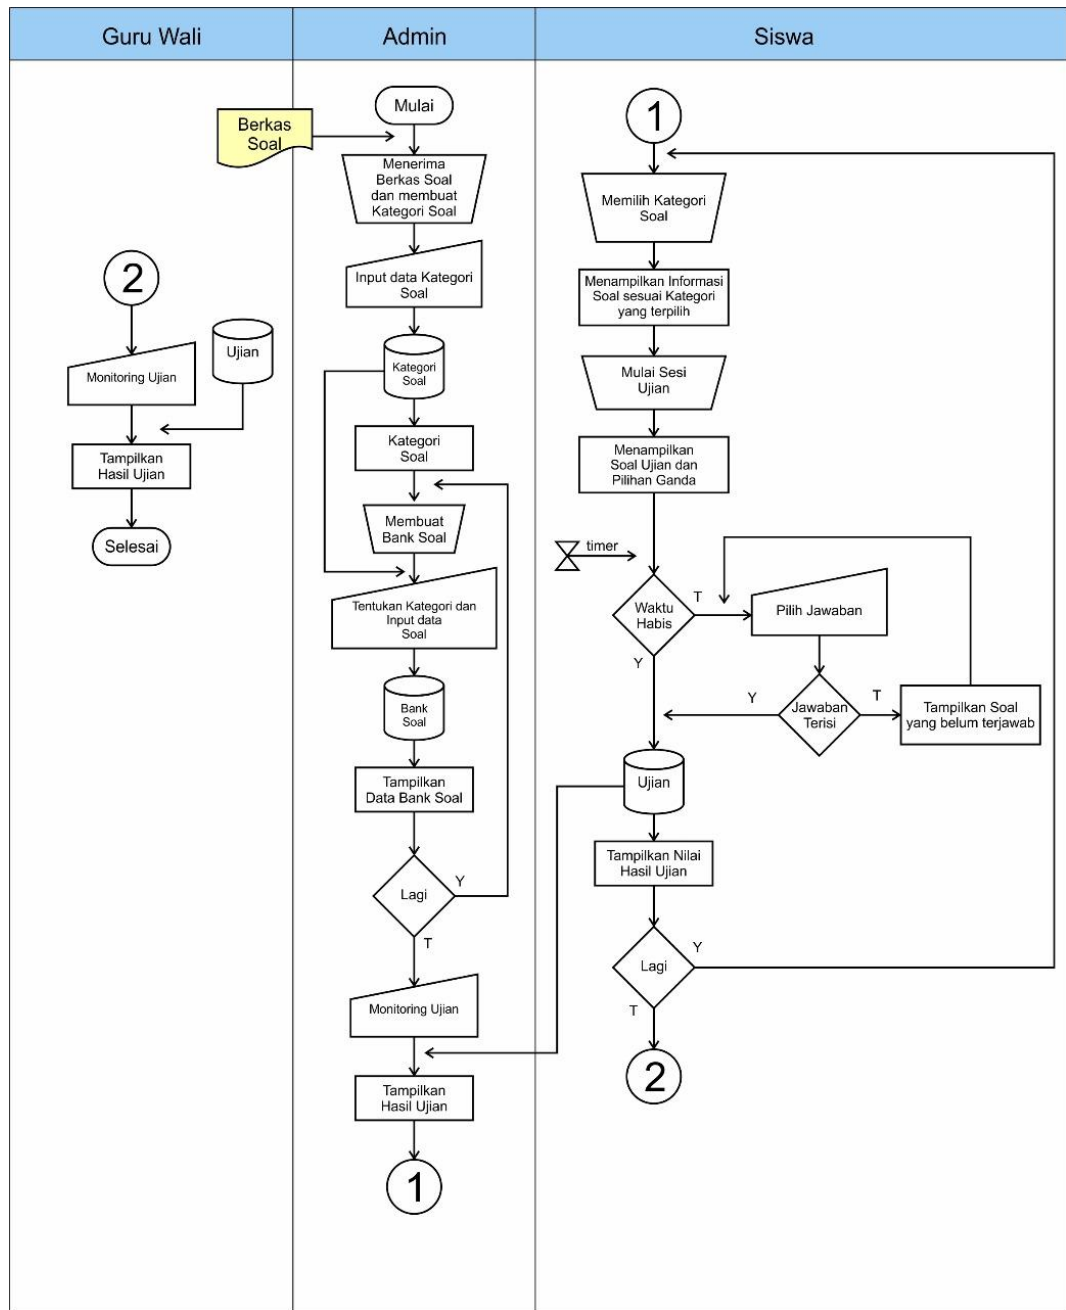 Guru Wali
Admin
Siswa
Berkas
Soal
2
Monitoring Ujian
Ujian
Tampilkan
Hasil Ujian
Selesai
Mulai
Menerima
Berkas Soal
dan membuat
Kategori Soal
Input data Kategori
Soal
Kategori
Soal
Kategori
Soal
Membuat
Bank Soal
Tentukan Kategori dan
Input data
Soal
Bank
Soal
Tampilkan
Data Bank Soal
Lagi
Y
T
Monitoring Ujian
Tampilkan
Hasil Ujian
1
1
Memilih Kategori
Soal
Menampilkan Informasi
Soal sesuai Kategori
yang terpilih
Mulai Sesi
Ujian
Menampilkan
Soal Ujian dan
Pilihan Ganda
timer
Waktu
Habis
T
Y
Pilih Jawaban
Jawaban
Terisi
Y
T
Tampilkan Soal
yang belum terjawab
Ujian
Tampilkan Nilai
Hasil Ujian
Lagi
Y
T
2